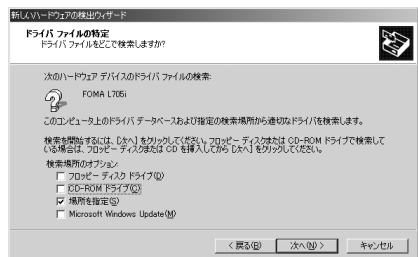 新しいハードウェアの検出ウィザード
ドライバ ファイルの特定
ドライバ ファイルをどこで検索しますか?
次のハードウェア デバイスのドライバ ファイルの検索:
FOMA L705i
このコンピュータ上のドライバ データベースおよび指定の検索場所から適切なドライバを検索します。
検索を開始するには、[次へ] をクリックしてください。フロッピー ディスクまたは CD-ROM ドライブで検索して
いる場合は、フロッピー ディスクまたは CD を挿入してから [次へ] をクリックしてください。
検索場所のオプション:
フロッピー ディスク ドライブ(D)
CD-ROM ドライブ(C)
場所を指定(S)
Microsoft Windows Update(M)
< 戻る(B)
次へ(N) >
キャンセル